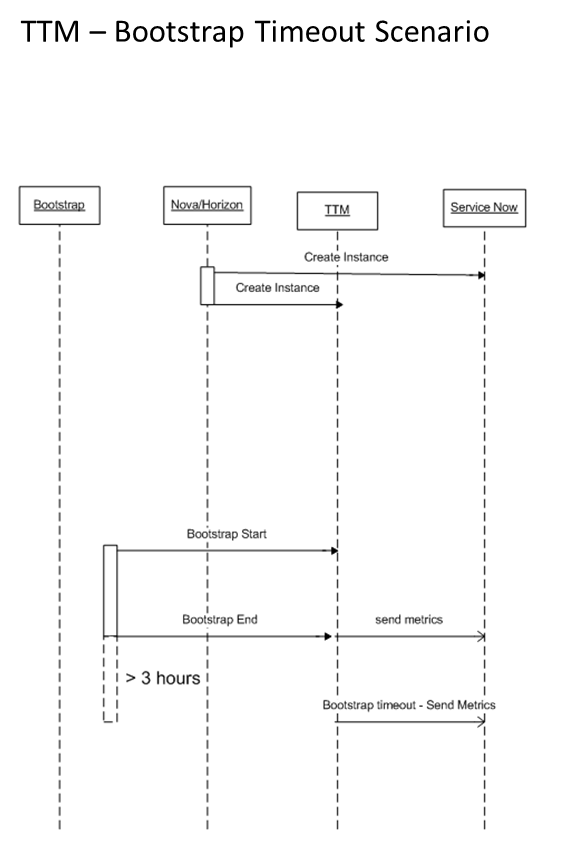 TTM – Bootstrap Timeout Scenario
Bootstrap
Nova/Horizon
TTM
Service Now
Create Instance
Create Instance
Bootstrap Start
Bootstrap End
send metrics
> 3 hours
Bootstrap timeout - Send Metrics